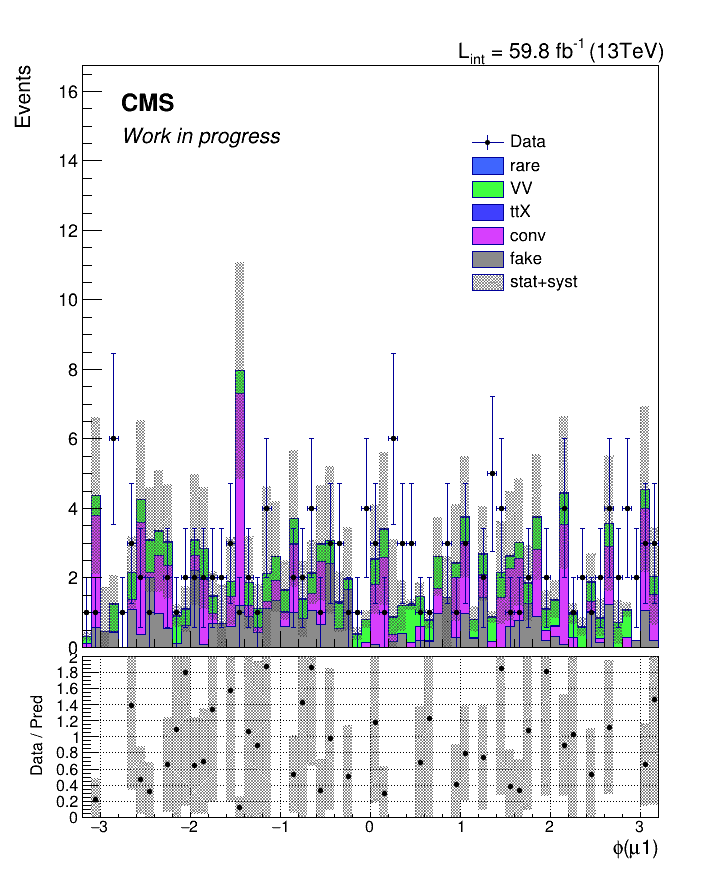 L_int = 59.8 fb⁻¹ (13TeV)
Events
CMS
Work in progress
Data
rare
VV
ttX
conv
fake
stat+syst
16
14
12
10
8
6
4
2
0
Data / Pred
2
1.8
1.6
1.4
1.2
1
0.8
0.6
0.4
0.2
0
−3 −2 −1 0 1 2 3
ϕ(μ1)